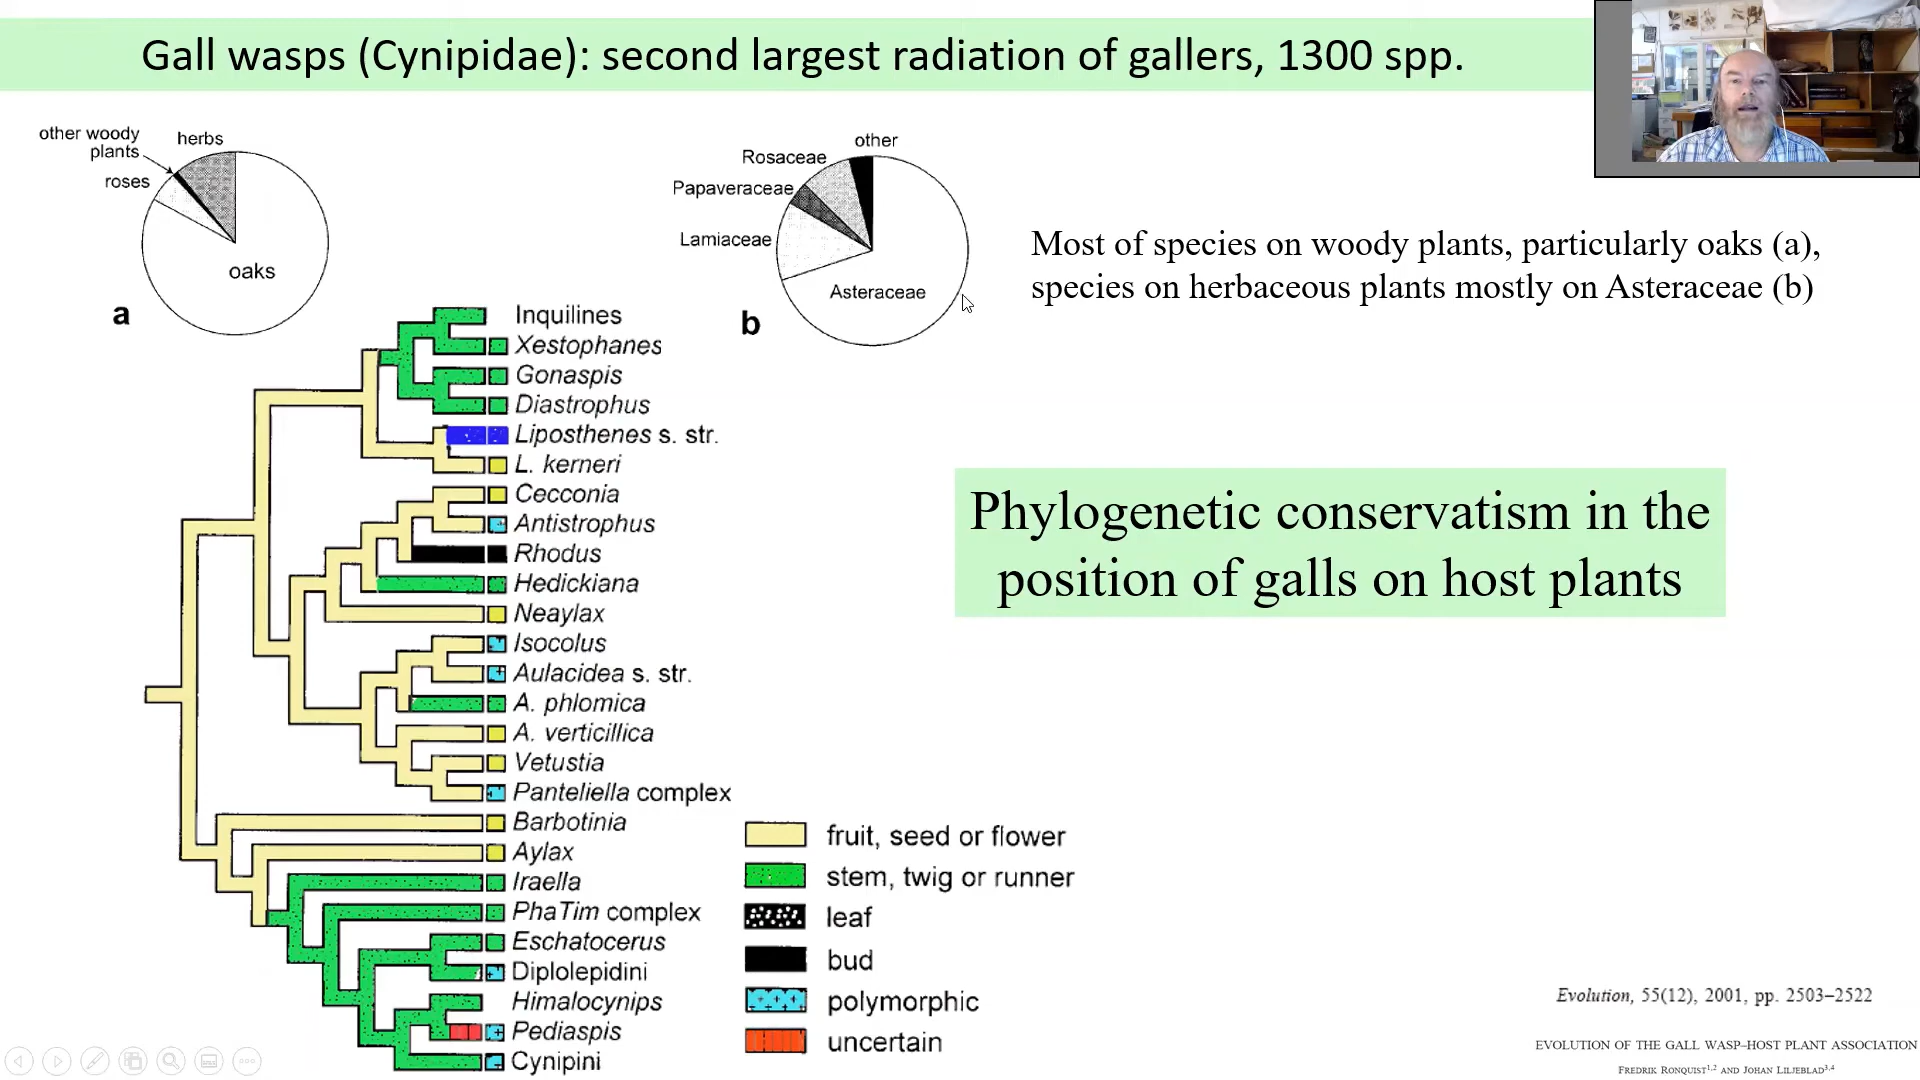 Gall wasps (Cynipidae): second largest radiation of gallers, 1300 spp.
other woody
plants
herbs
roses
oaks
a
other
Rosaceae
Papaveraceae
Lamiaceae
Asteraceae
b
Most of species on woody plants, particularly oaks (a),
species on herbaceous plants mostly on Asteraceae (b)
Inquilines
Xestophanes
Gonaspis
Diastrophus
Liposthenes s. str.
L. kerneri
Cecconia
Antistrophus
Rhodus
Hedickiana
Neaylax
Isocolus
Aulacidea s. str.
A. phlomica
A. verticillica
Vetustia
Panteliella complex
Barbotinia
Aylax
Iraella
PhaTim complex
Eschatocerus
Diplolepidini
Himalocynips
Pediaspis
Cynipini
Phylogenetic conservatism in the
position of galls on host plants
fruit, seed or flower
stem, twig or runner
leaf
bud
polymorphic
uncertain
Evolution, 55(12), 2001, pp. 2503–2522
EVOLUTION OF THE GALL WASP–HOST PLANT ASSOCIATION
FREDRIK RONQUIST1,2 AND JOHAN LILJEBLAD3,4